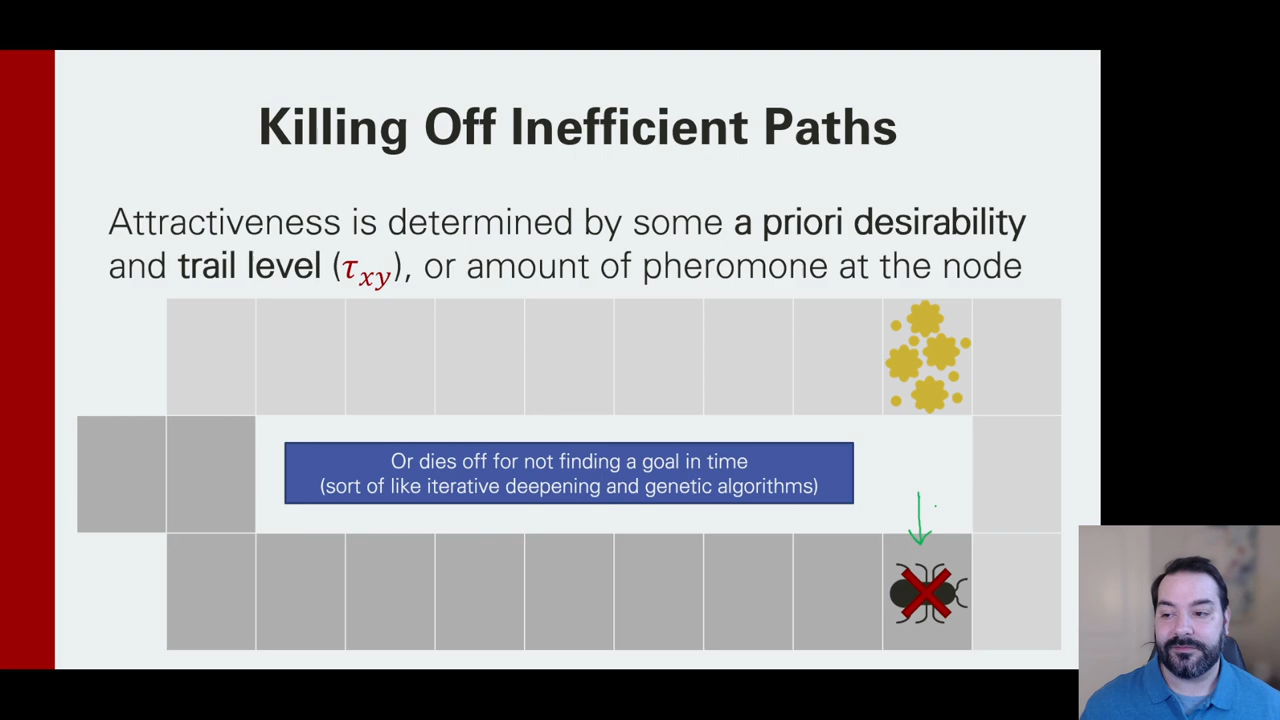 Killing Off Inefficient Paths
Attractiveness is determined by some a priori desirability
and trail level (τxy), or amount of pheromone at the node
Or dies off for not finding a goal in time
(sort of like iterative deepening and genetic algorithms)